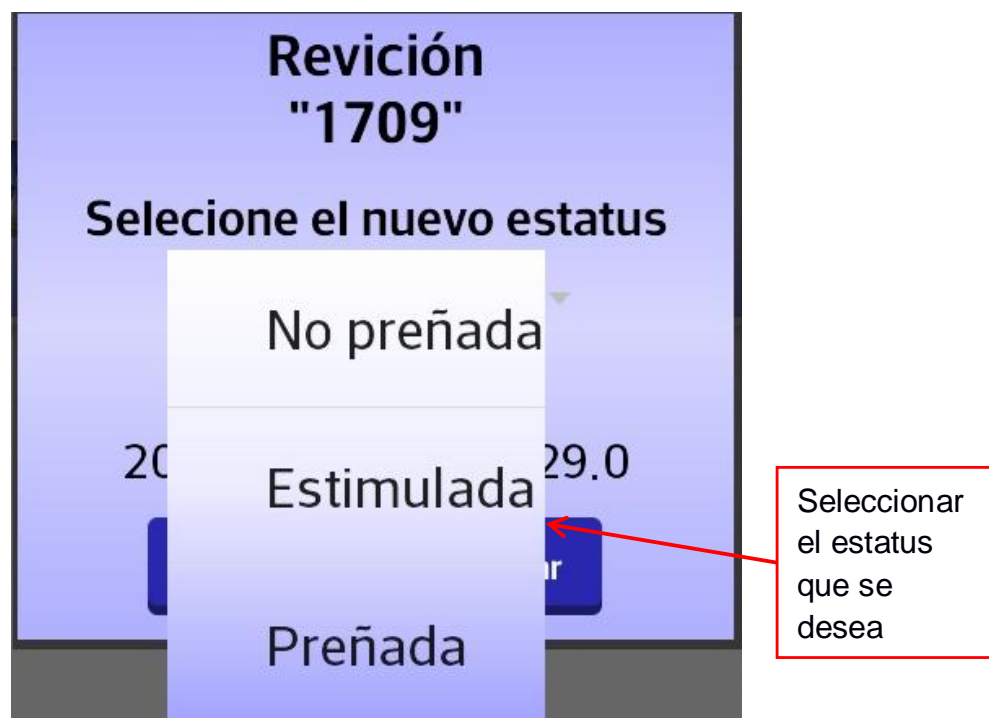 Revición
"1709"
Selecione el nuevo estatus
No preñada
Estimulada
Preñada
20
29.0
ar
Seleccionar
el estatus
que se
desea